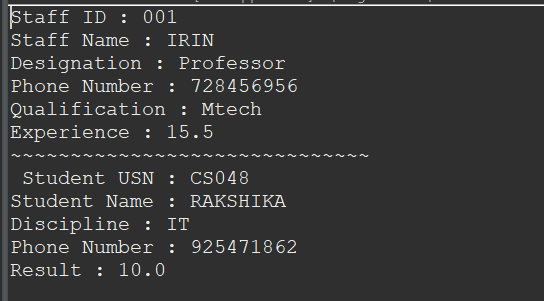 Staff ID : 001
Staff Name : IRIN
Designation : Professor
Phone Number : 728456956
Qualification : Mtech
Experience : 15.5
~~~~~~~~~~~~~~~~~~~~~~~~~~~~~~
Student USN : CS048
Student Name : RAKSHIKA
Discipline : IT
Phone Number : 925471862
Result : 10.0